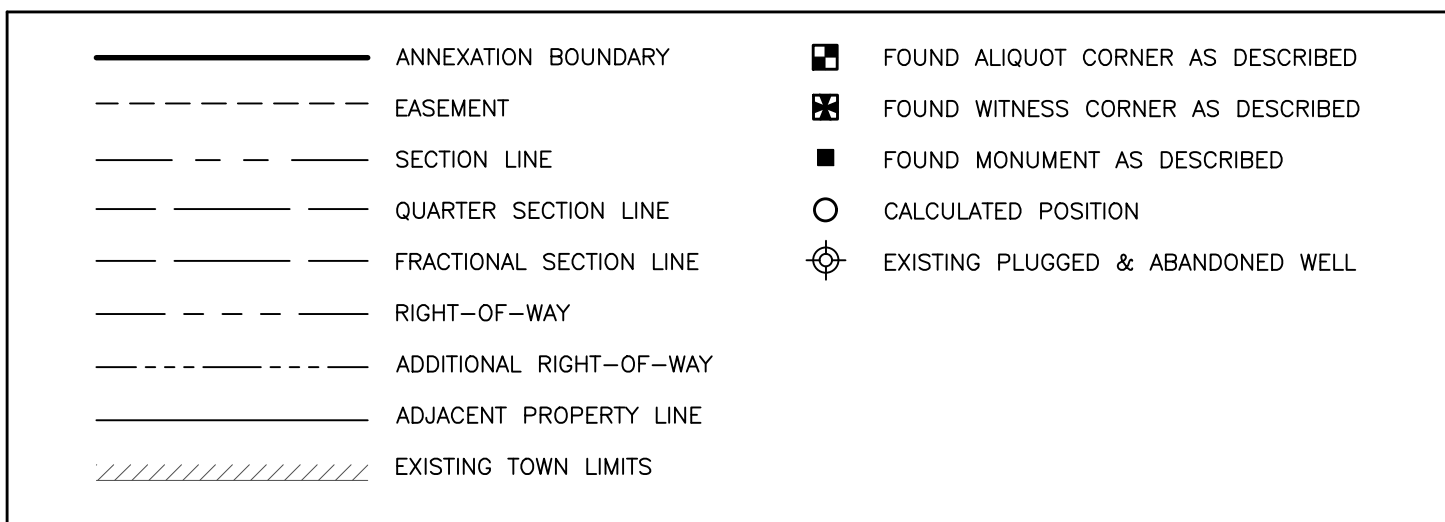 ANNEXATION BOUNDARY
EASEMENT
SECTION LINE
QUARTER SECTION LINE
FRACTIONAL SECTION LINE
RIGHT-OF-WAY
ADDITIONAL RIGHT-OF-WAY
ADJACENT PROPERTY LINE
EXISTING TOWN LIMITS
FOUND ALIQUOT CORNER AS DESCRIBED
FOUND WITNESS CORNER AS DESCRIBED
FOUND MONUMENT AS DESCRIBED
CALCULATED POSITION
EXISTING PLUGGED & ABANDONED WELL